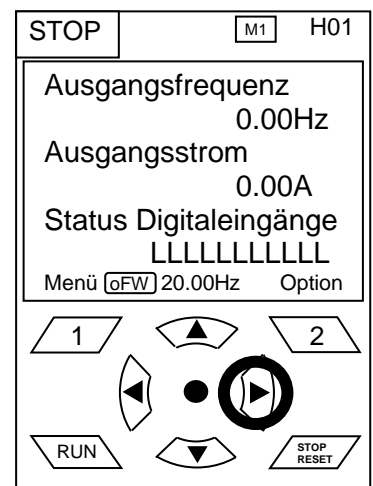 STOP M1 H01
Ausgangsfrequenz
0.00Hz
Ausgangsstrom
0.00A
Status Digitaleingänge
LLLLLLLLLLL
Menü oFW 20.00Hz Option
1 2
RUN STOP
RESET